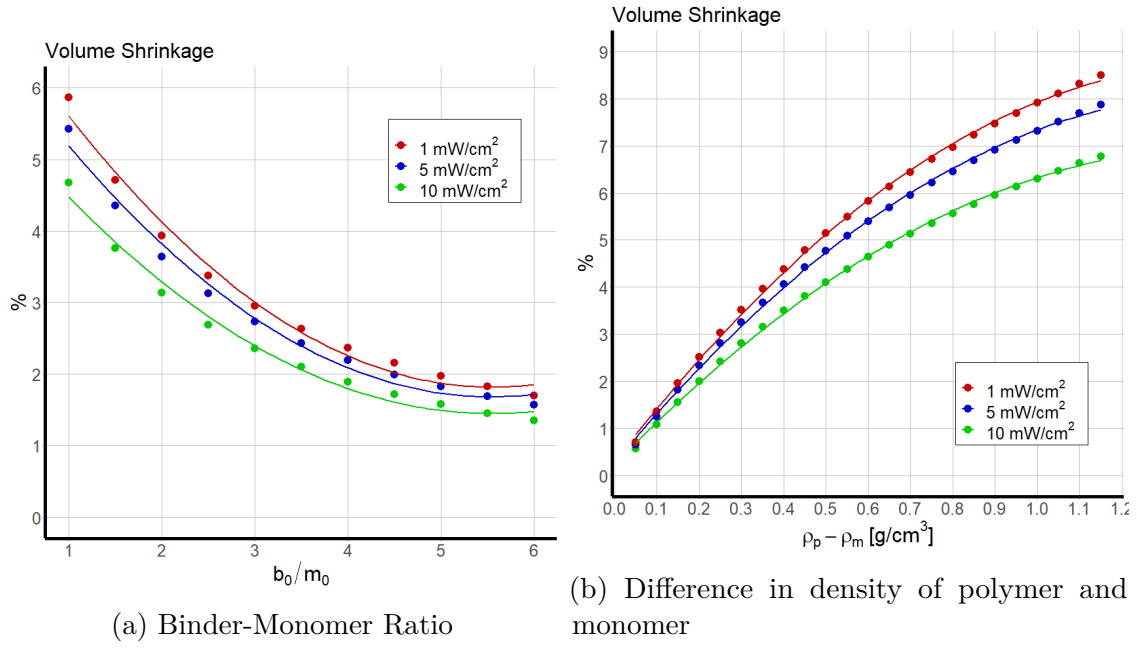 Volume Shrinkage
6
5
4
3
2
1
0
%
1 mW/cm²
5 mW/cm²
10 mW/cm²
1 2 3 4 5 6
b₀/m₀
(a) Binder-Monomer Ratio
Volume Shrinkage
9
8
7
6
5
4
3
2
1
0
%
1 mW/cm²
5 mW/cm²
10 mW/cm²
0.0 0.1 0.2 0.3 0.4 0.5 0.6 0.7 0.8 0.9 1.0 1.1 1.2
ρₚ − ρₘ [g/cm³]
(b) Difference in density of polymer and
monomer